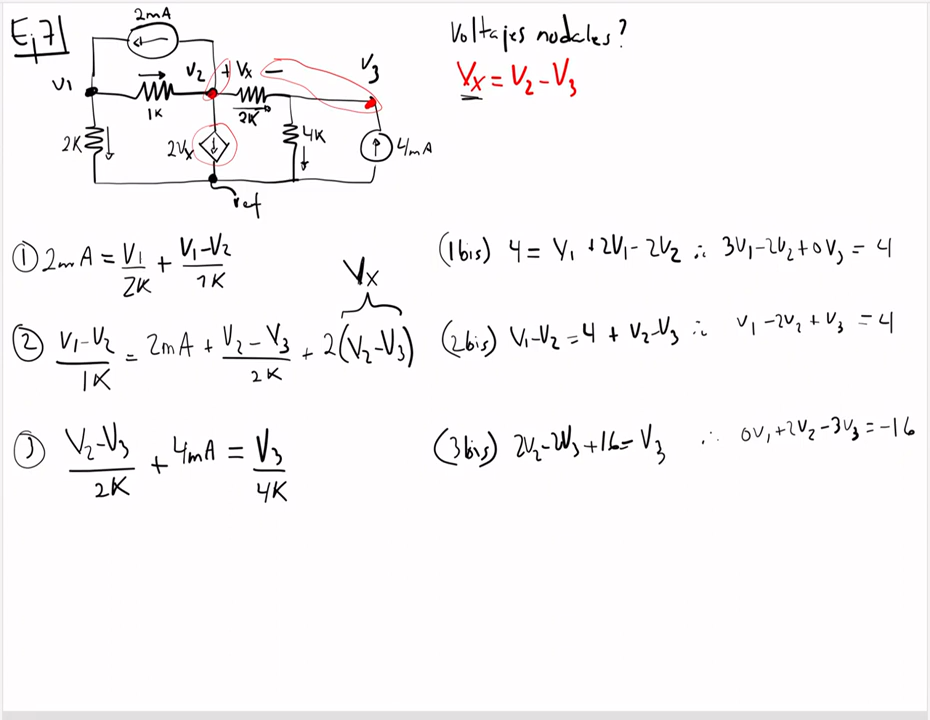 Ej 7
2mA
V1
V2
+ Vx −
V3
1K
2K
2K
2Vx
4K
4mA
ref
Voltajes nodales?
Vx = V2 − V3
① 2mA = V1/2K + (V1−V2)/1K
(1bis) 4 = V1 + 2V1 − 2V2 ∴ 3V1 − 2V2 + 0V3 = 4
Vx
② (V1−V2)/1K = 2mA + (V2−V3)/2K + 2(V2−V3)
(2bis) V1−V2 = 4 + V2−V3 ∴ V1 − 2V2 + V3 = 4
③ (V2−V3)/2K + 4mA = V3/4K
(3bis) 2V2 − 2V3 + 16 = V3 ∴ 0V1 + 2V2 − 3V3 = −16